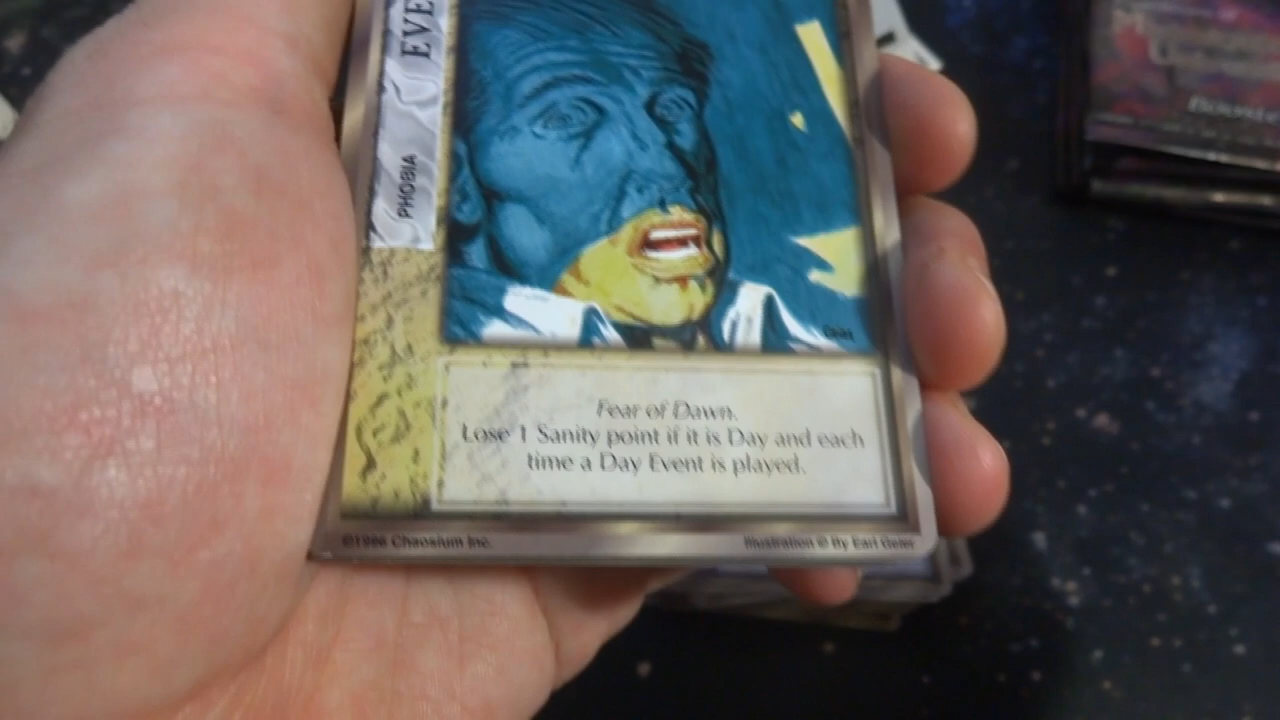 EVE
PHOBIA
Fear of Dawn.
Lose 1 Sanity point if it is Day and each
time a Day Event is played.
©1996 Chaosium Inc.
Illustration © by Earl Geier